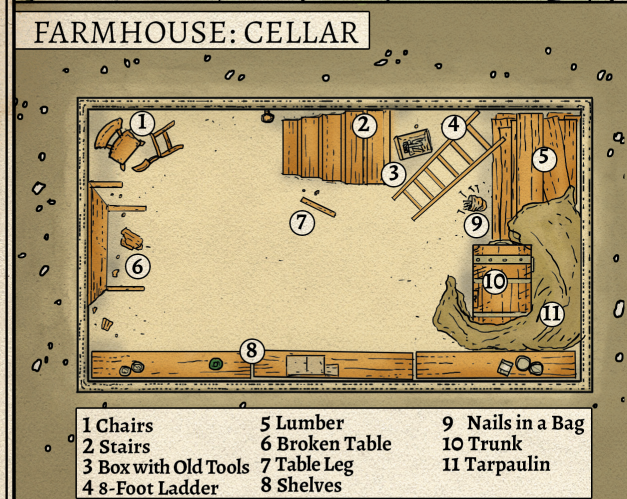 FARMHOUSE: CELLAR
1
2
4
5
3
7
9
6
10
11
8
1 Chairs
2 Stairs
3 Box with Old Tools
4 8-Foot Ladder
5 Lumber
6 Broken Table
7 Table Leg
8 Shelves
9 Nails in a Bag
10 Trunk
11 Tarpaulin